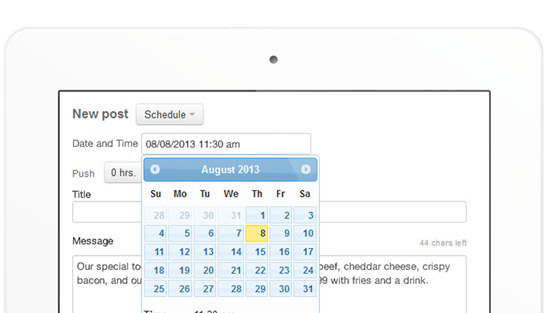 New post Schedule
Date and Time 08/08/2013 11:30 am
August 2013
Push 0 hrs.
Su Mo Tu We Th Fr Sa
Title
28 29 30 31 1 2 3
4 5 6 7 8 9 10
Message 44 chars left
11 12 13 14 15 16 17
Our special to beef, cheddar cheese, crispy
18 19 20 21 22 23 24
bacon, and ou 99 with fries and a drink.
25 26 27 28 29 30 31